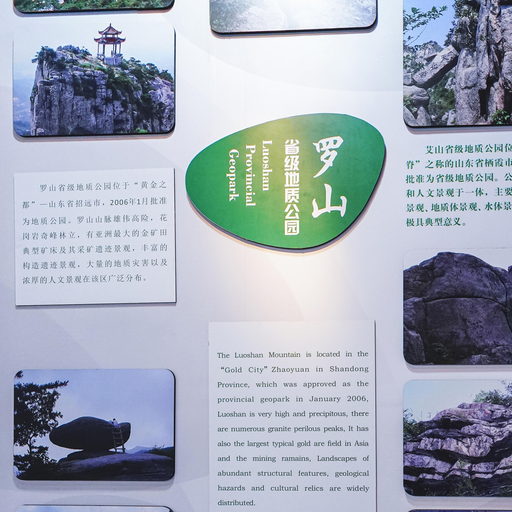 罗山
省级地质公园
Luoshan
Provincial
Geopark
罗山省级地质公园位于“黄金之
都”—山东省招远市，2006年1月批准
为地质公园。罗山山脉雄伟高险，花
岗岩奇峰林立，有亚洲最大的金矿田
典型矿床及其采矿遗迹景观，丰富的
构造遗迹景观，大量的地质灾害以及
浓厚的人文景观在该区广泛分布。
The Luoshan Mountain is located in the
“Gold City” Zhaoyuan in Shandong
Province, which was approved as the
provincial geopark in January 2006,
Luoshan is very high and precipitous, there
are numerous granite perilous peaks, It has
also the largest typical gold are field in Asia
and the mining ramains, Landscapes of
abundant structural features, geological
hazards and cultural relics are widely
distributed.
艾山省级地质公园位
脊”之称的山东省栖霞市
批准为省级地质公园。公
和人文景观于一体，主要
景观、地质体景观、水体景
极具典型意义。